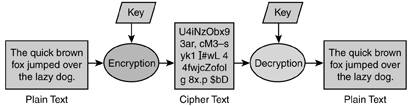 Key
Key
The quick brown
fox jumped over
the lazy dog.
Encryption
U4iNzObx9
3ar, cM3–s
yk1 I#wL 4
4fwjcZofol
g 8x.p $bD
Decryption
The quick brown
fox jumped over
the lazy dog.
Plain Text
Cipher Text
Plain Text